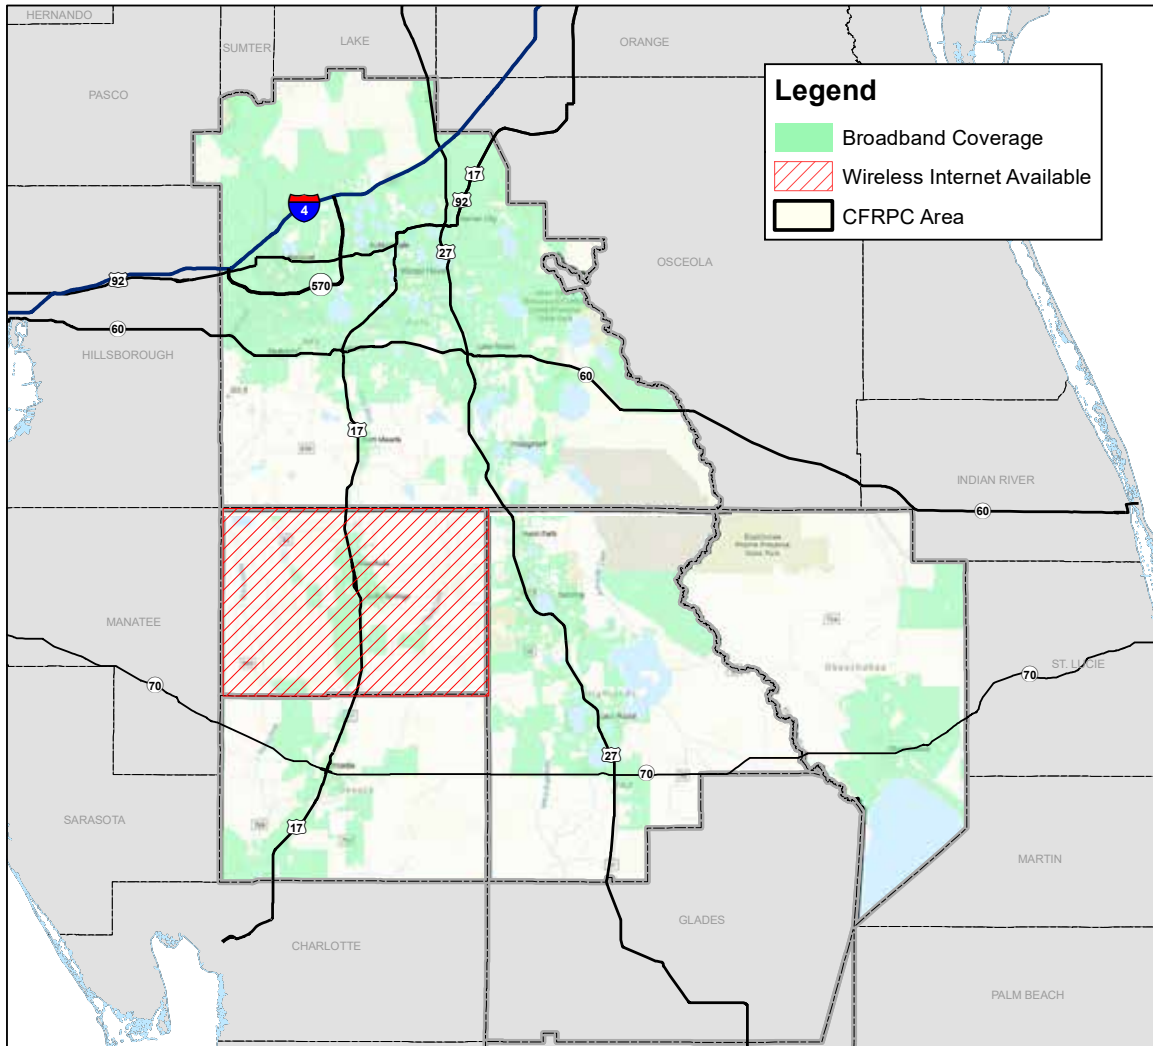 HERNANDO
SUMTER
LAKE
ORANGE
PASCO
Legend
Broadband Coverage
Wireless Internet Available
CFRPC Area
17
92
4
27
OSCEOLA
92
570
60
HILLSBOROUGH
60
17
INDIAN RIVER
60
MANATEE
ST. LUCIE
70
70
27
70
SARASOTA
17
MARTIN
GLADES
CHARLOTTE
PALM BEACH